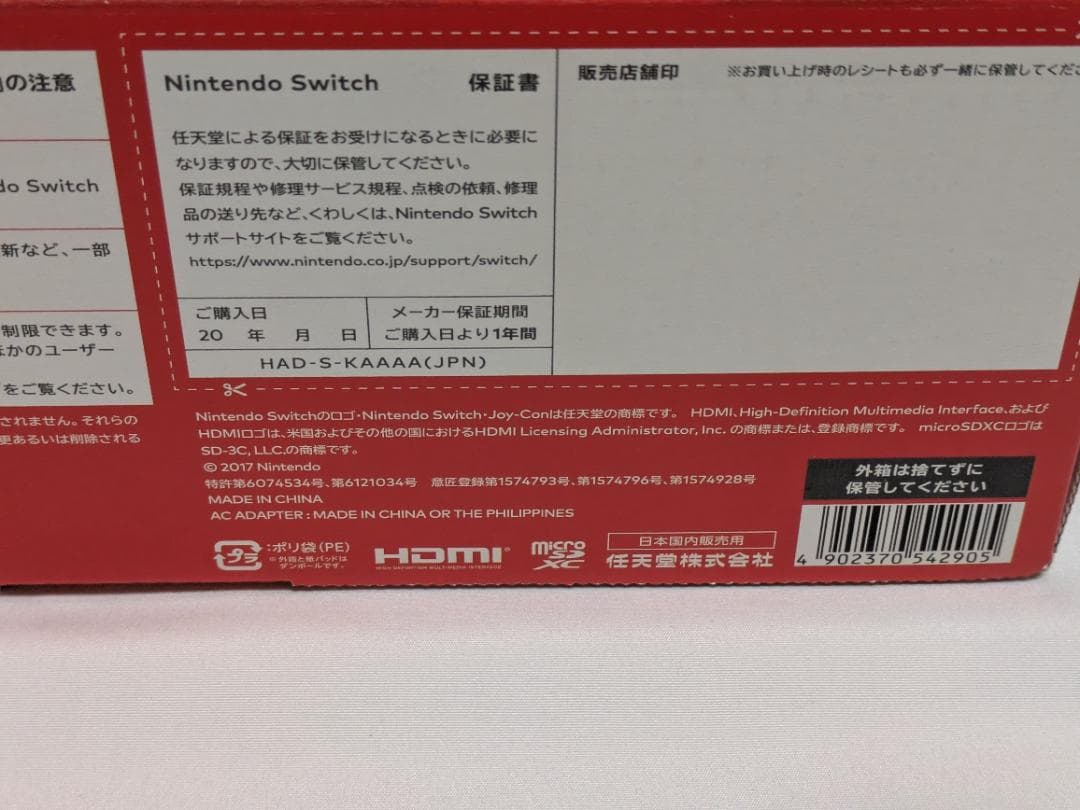 の注意
do Switch
新など、一部
制限できます。
かのユーザー
をご覧ください。
されません。それらの
更あるいは削除される
Nintendo Switch 保証書
任天堂による保証をお受けになるときに必要に
なりますので、大切に保管してください。
保証規程や修理サービス規程、点検の依頼、修理
品の送り先など、くわしくは、Nintendo Switch
サポートサイトをご覧ください。
https://www.nintendo.co.jp/support/switch/
ご購入日
20 年 月 日
メーカー保証期間
ご購入日より1年間
HAD-S-KAAAA(JPN)
販売店舗印 ※お買い上げ時のレシートも必ず一緒に保管してくだ
Nintendo Switchのロゴ・Nintendo Switch・Joy-Conは任天堂の商標です。 HDMI、High-Definition Multimedia Interface、および
HDMIロゴは、米国およびその他の国におけるHDMI Licensing Administrator, Inc. の商標または、登録商標です。 microSDXCロゴは
SD-3C, LLC.の商標です。
© 2017 Nintendo
特許第6074534号、第6121034号 意匠登録第1574793号、第1574796号、第1574928号
MADE IN CHINA
AC ADAPTER : MADE IN CHINA OR THE PHILIPPINES
プラ
:ポリ袋(PE)
※外箱と紙パッドは
ダンボールです。
HDMI
HIGH DEFINITION MULTIMEDIA INTERFACE
micro
SD
XC
日本国内販売用
任天堂株式会社
外箱は捨てずに
保管してください
4 902370 542905